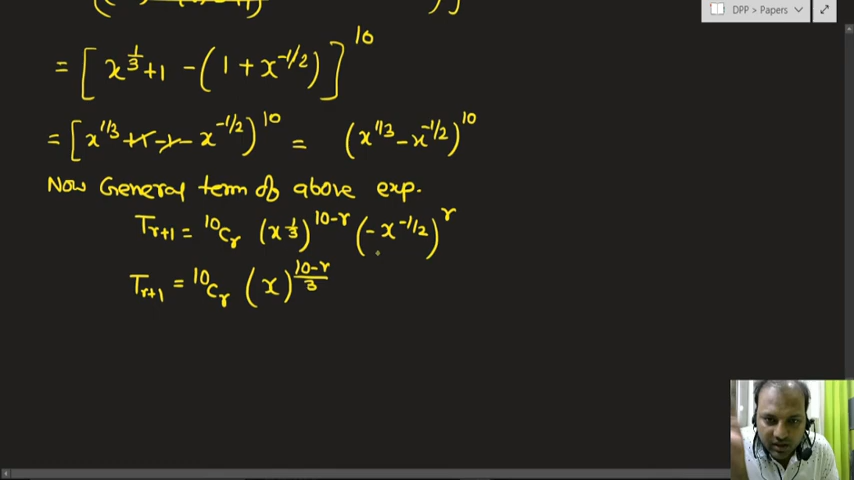 DPP > Papers
= [ x^{1/3} + 1 - ( 1 + x^{-1/2} ) ]^{10}
= [ x^{1/3} + 1 - 1 - x^{-1/2} )^{10} = ( x^{1/3} - x^{-1/2} )^{10}
Now General term of above exp.
T_{r+1} = ^{10}C_r ( x^{1/3} )^{10-r} ( - x^{-1/2} )^r
T_{r+1} = ^{10}C_r ( x )^{\frac{10-r}{3}}